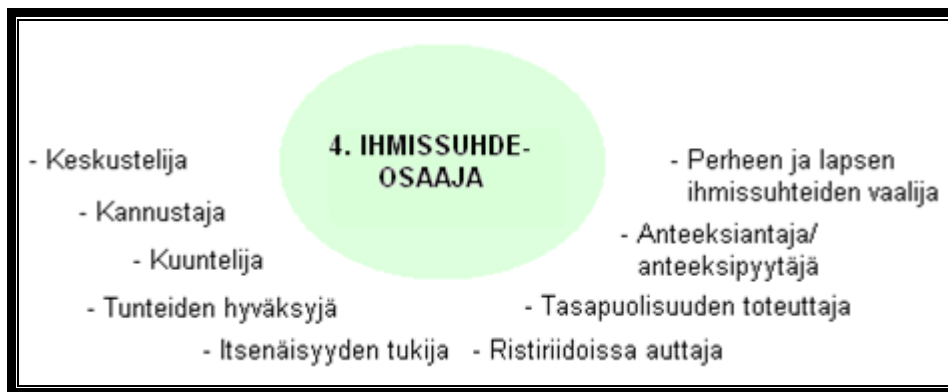 4. IHMISSUHDE-
OSAAJA
- Keskustelija
- Kannustaja
- Kuuntelija
- Tunteiden hyväksyjä
- Itsenäisyyden tukija
- Perheen ja lapsen
ihmissuhteiden vaalija
- Anteeksiantaja/
anteeksipyytäjä
- Tasapuolisuuden toteuttaja
- Ristiriidoissa auttaja